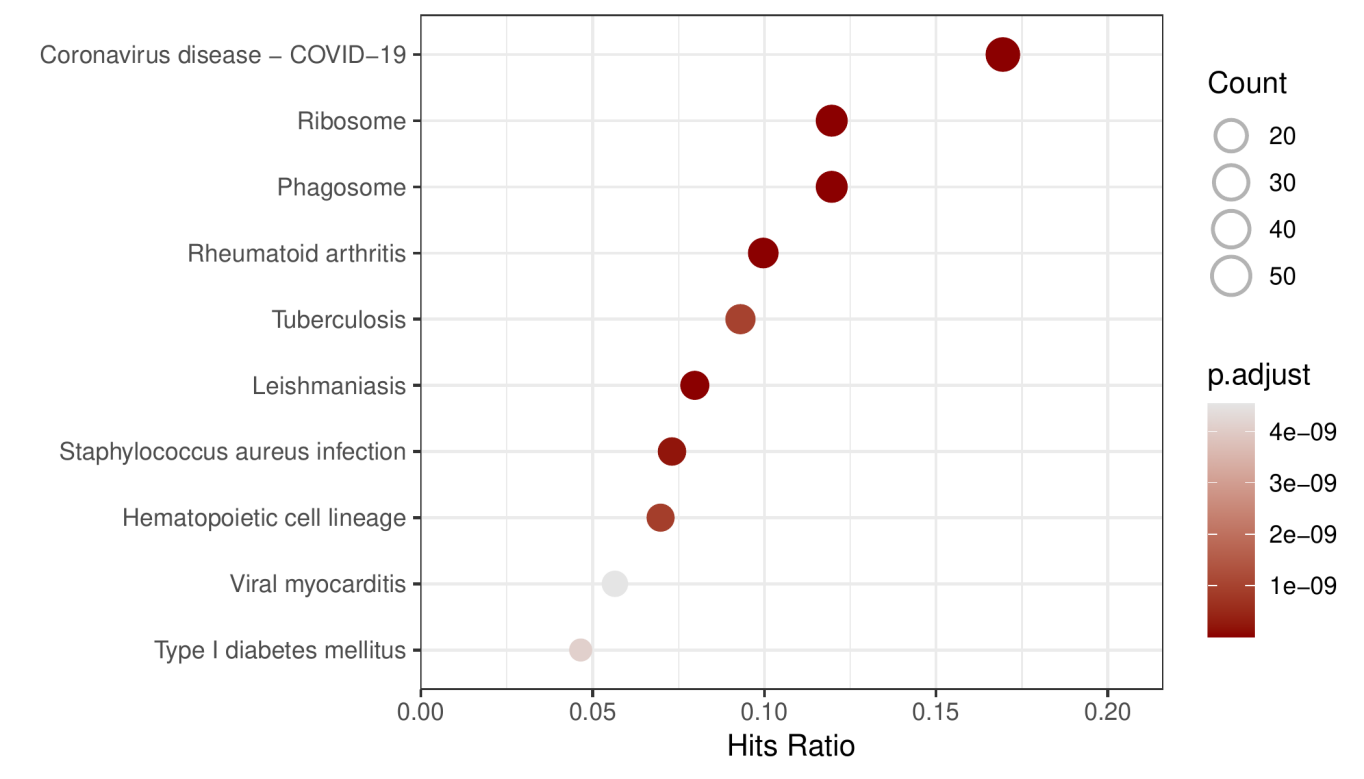 Coronavirus disease − COVID−19
Ribosome
Phagosome
Rheumatoid arthritis
Tuberculosis
Leishmaniasis
Staphylococcus aureus infection
Hematopoietic cell lineage
Viral myocarditis
Type I diabetes mellitus
0.00 0.05 0.10 0.15 0.20
Hits Ratio
Count
20
30
40
50
p.adjust
4e−09
3e−09
2e−09
1e−09